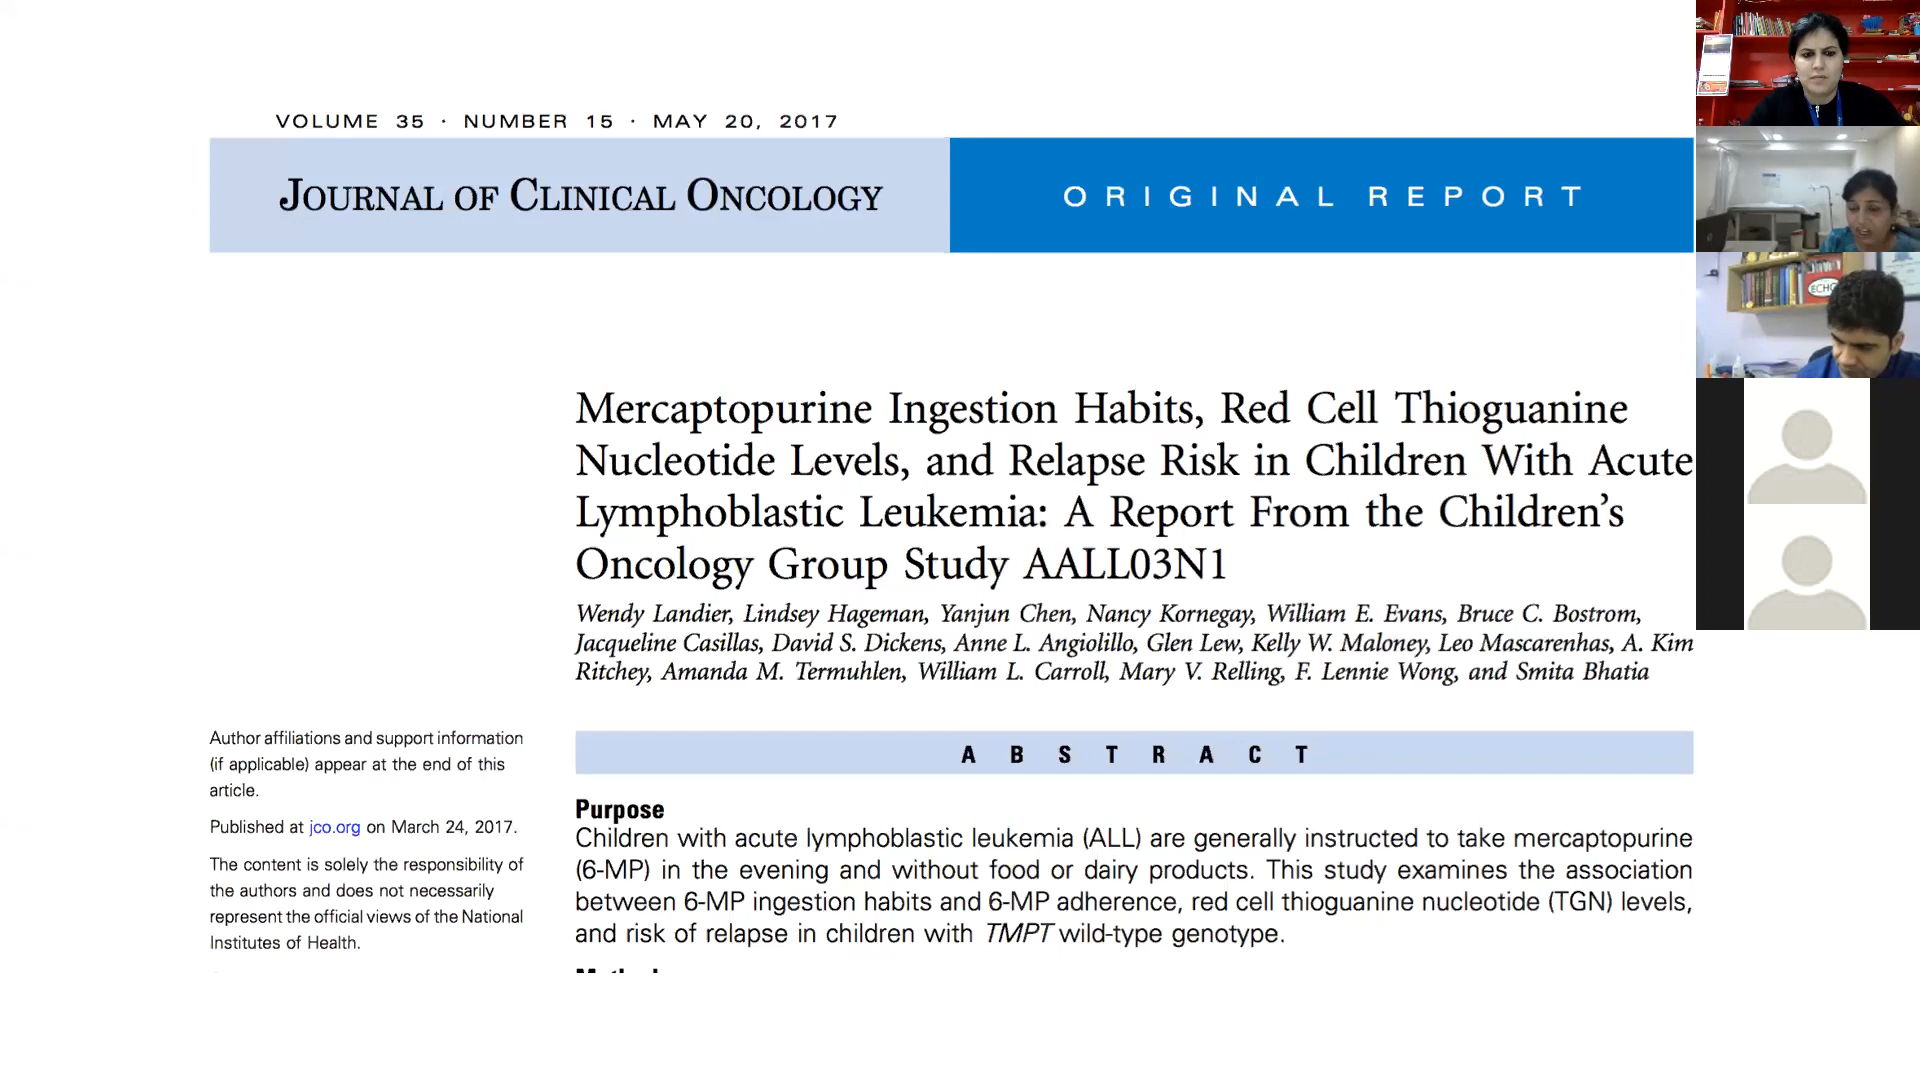 VOLUME 35 · NUMBER 15 · MAY 20, 2017
JOURNAL OF CLINICAL ONCOLOGY
ORIGINAL REPORT
Mercaptopurine Ingestion Habits, Red Cell Thioguanine
Nucleotide Levels, and Relapse Risk in Children With Acute
Lymphoblastic Leukemia: A Report From the Children's
Oncology Group Study AALL03N1
Wendy Landier, Lindsey Hageman, Yanjun Chen, Nancy Kornegay, William E. Evans, Bruce C. Bostrom,
Jacqueline Casillas, David S. Dickens, Anne L. Angiolillo, Glen Lew, Kelly W. Maloney, Leo Mascarenhas, A. Kim
Ritchey, Amanda M. Termuhlen, William L. Carroll, Mary V. Relling, F. Lennie Wong, and Smita Bhatia
Author affiliations and support information
(if applicable) appear at the end of this
article.
Published at jco.org on March 24, 2017.
The content is solely the responsibility of
the authors and does not necessarily
represent the official views of the National
Institutes of Health.
ABSTRACT
Purpose
Children with acute lymphoblastic leukemia (ALL) are generally instructed to take mercaptopurine
(6-MP) in the evening and without food or dairy products. This study examines the association
between 6-MP ingestion habits and 6-MP adherence, red cell thioguanine nucleotide (TGN) levels,
and risk of relapse in children with TMPT wild-type genotype.
ECHO